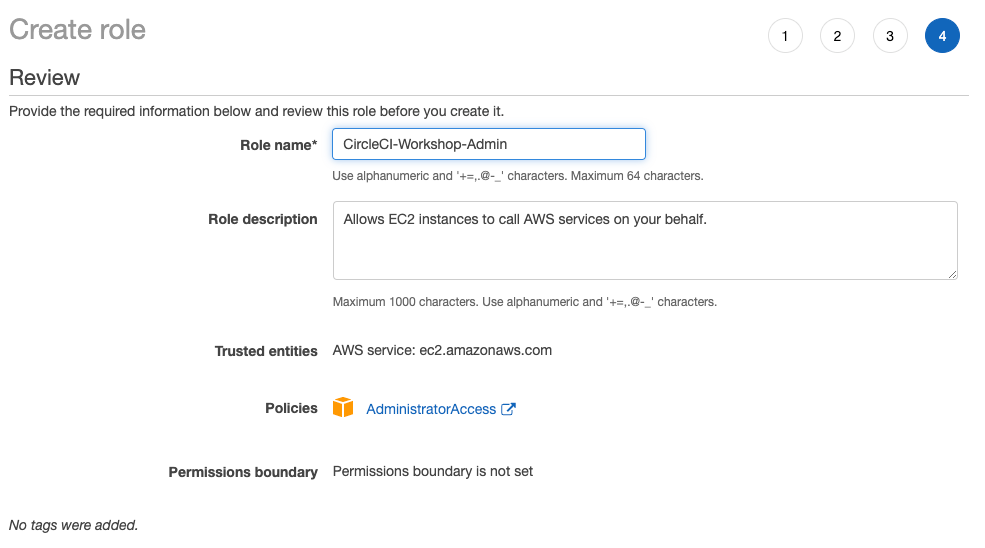 Create role
1 2 3 4
Review
Provide the required information below and review this role before you create it.
Role name* CircleCI-Workshop-Admin
Use alphanumeric and '+=,.@-_' characters. Maximum 64 characters.
Role description Allows EC2 instances to call AWS services on your behalf.
Maximum 1000 characters. Use alphanumeric and '+=,.@-_' characters.
Trusted entities AWS service: ec2.amazonaws.com
Policies AdministratorAccess
Permissions boundary Permissions boundary is not set
No tags were added.